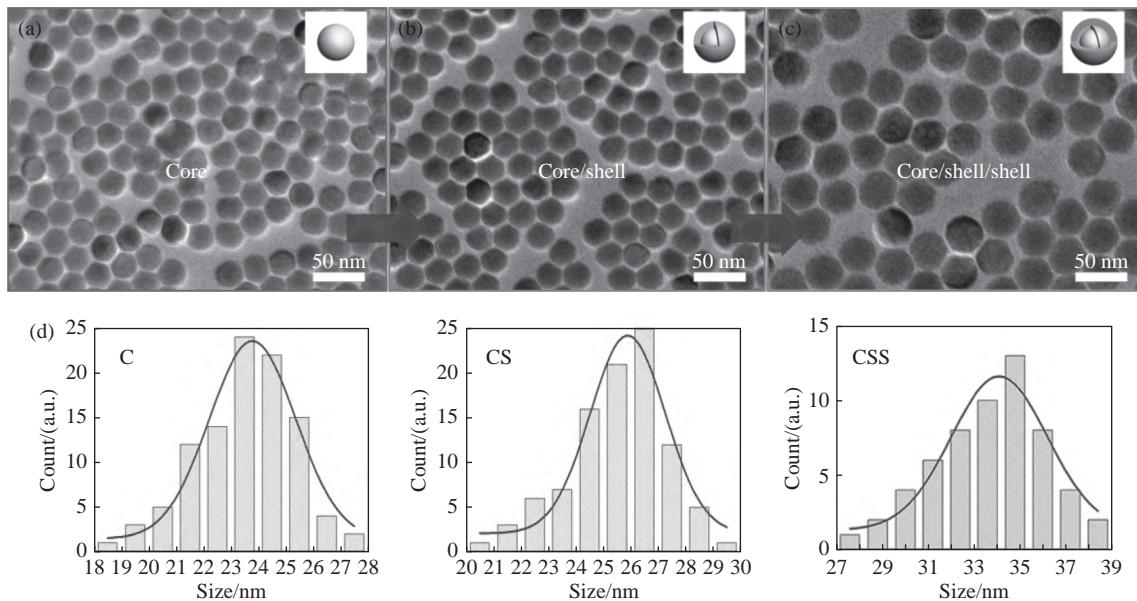 (a)
(b)
(c)
Core
Core/shell
Core/shell/shell
50 nm
50 nm
50 nm
(d)
C
CS
CSS
25
20
15
10
5
0
Count/(a.u.)
18 19 20 21 22 23 24 25 26 27 28
Size/nm
25
20
15
10
5
0
Count/(a.u.)
20 21 22 23 24 25 26 27 28 29 30
Size/nm
15
10
5
0
Count/(a.u.)
27 29 31 33 35 37 39
Size/nm